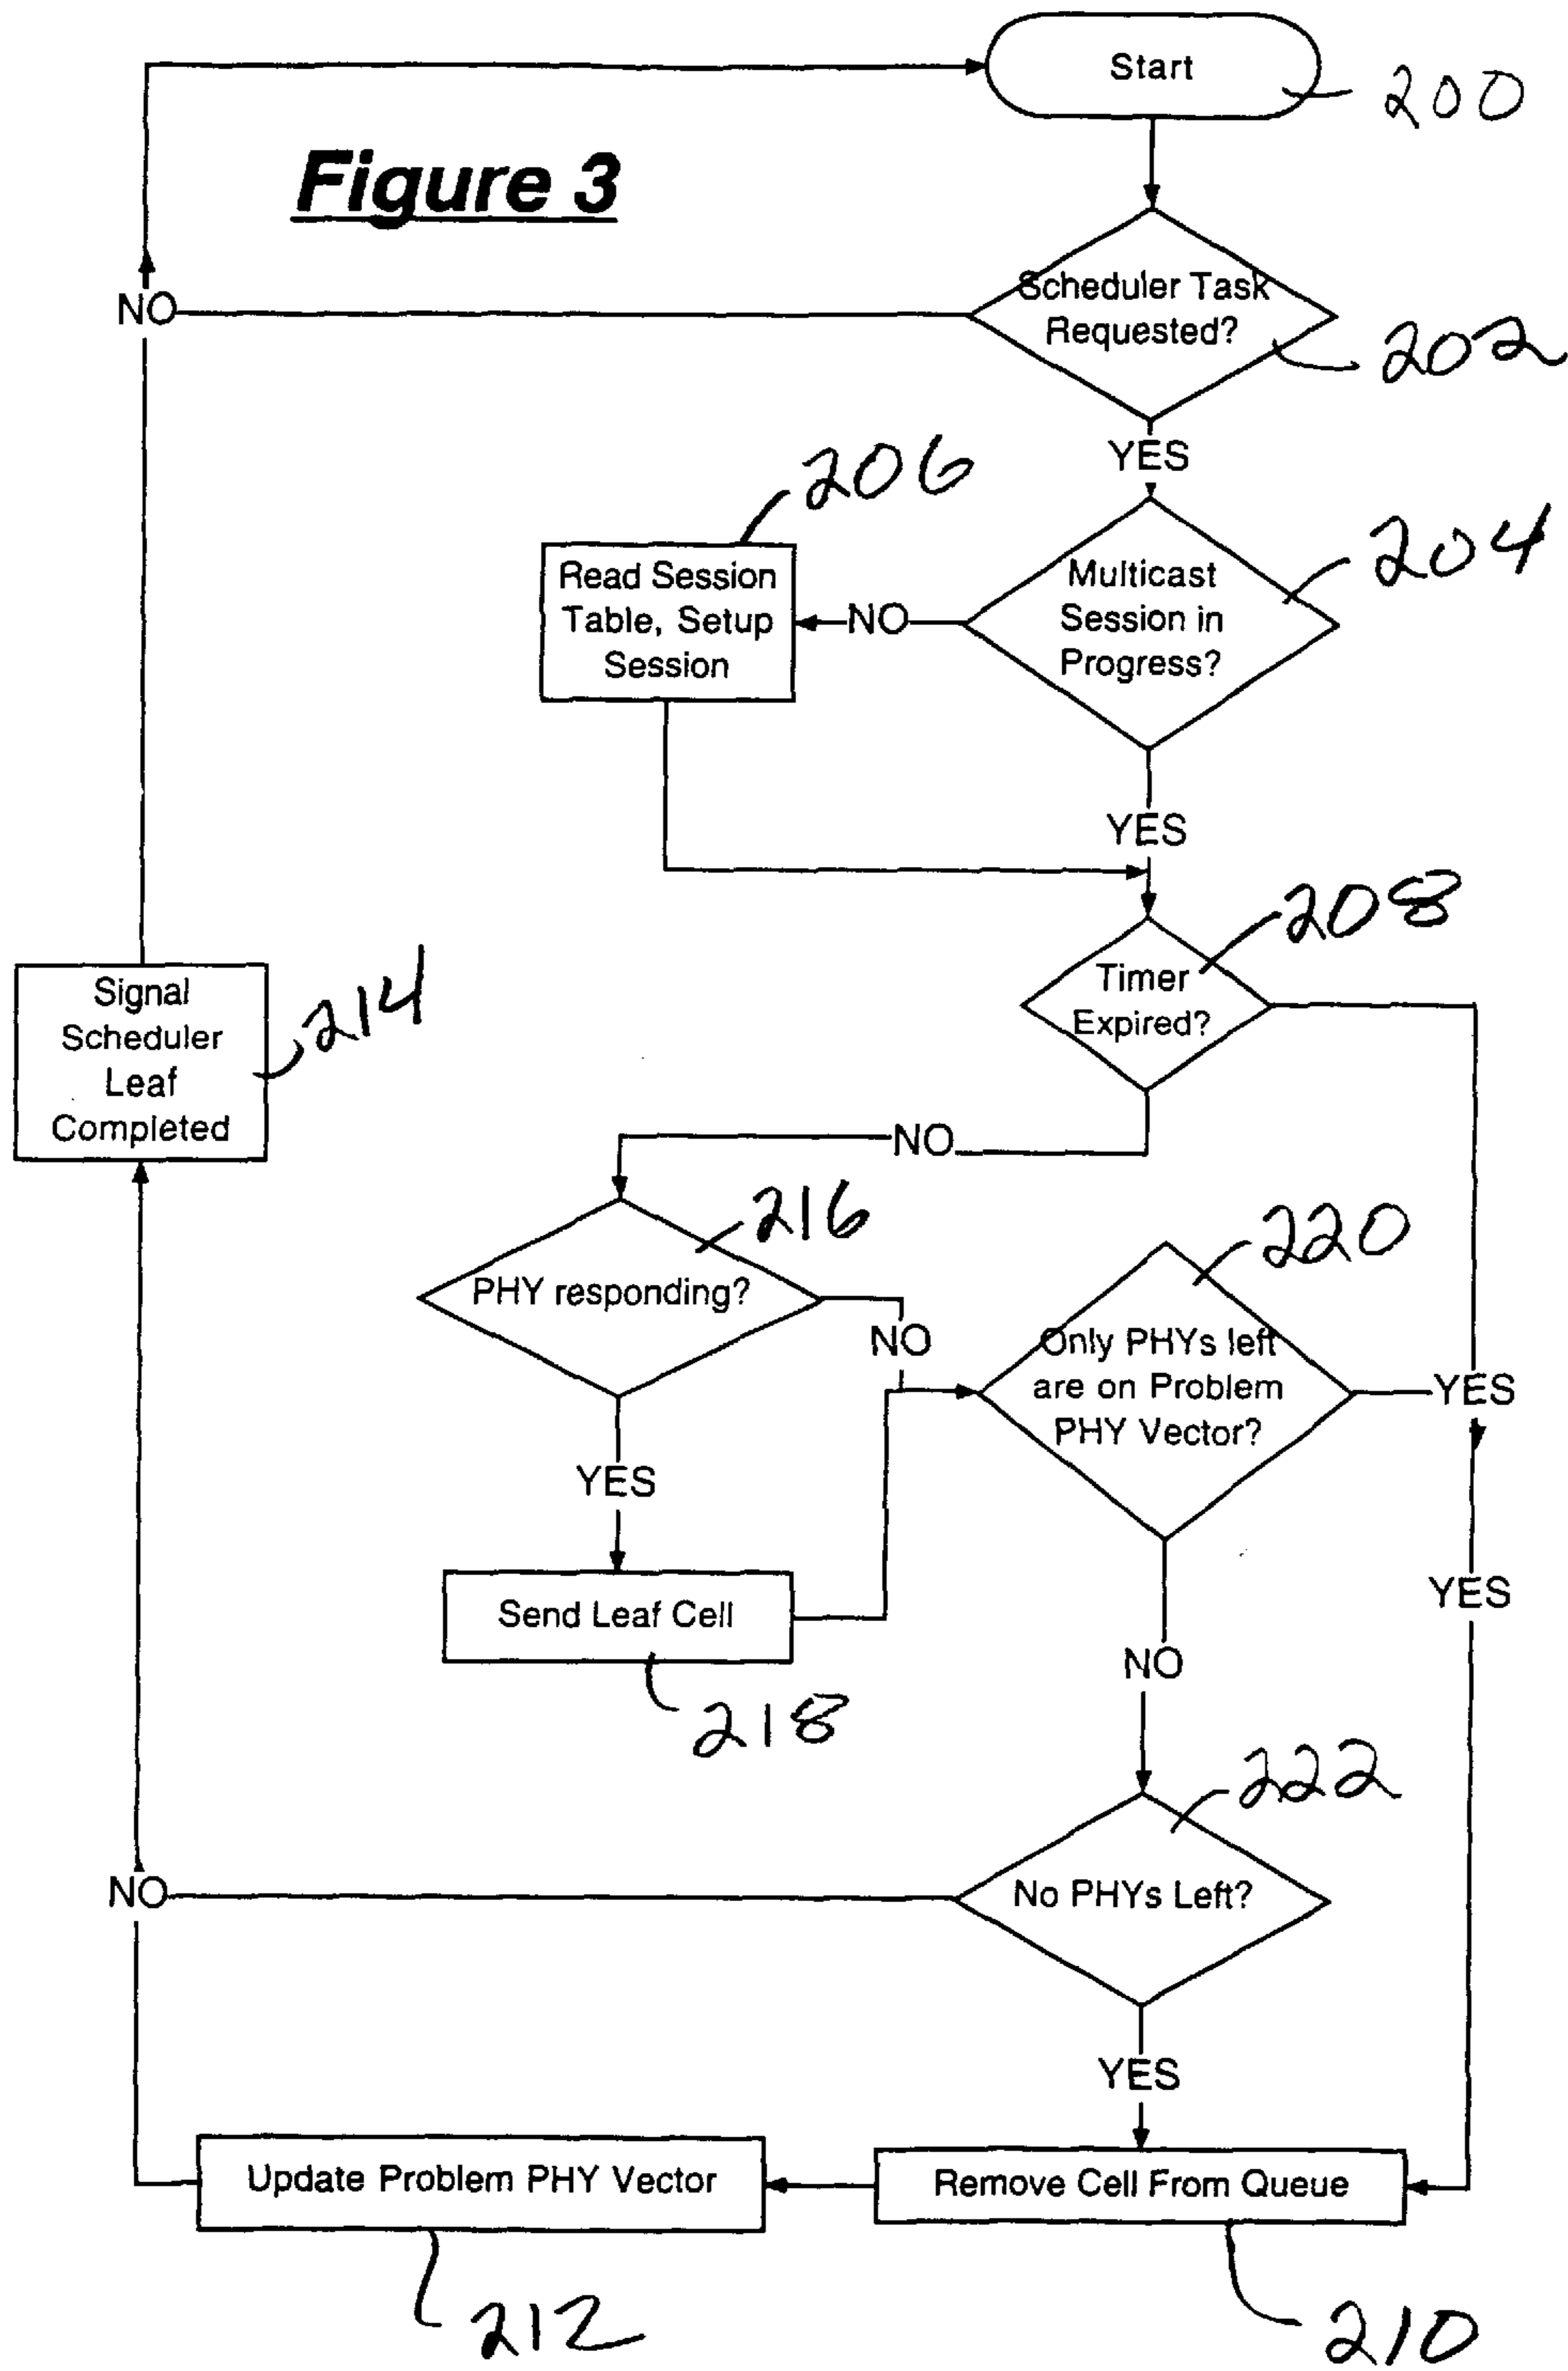 Start
200
Figure 3
Scheduler Task
Requested?
NO
202
YES
206
204
Read Session
Table, Setup
Session
NO
Multicast
Session in
Progress?
YES
208
Timer
Expired?
Signal
Scheduler
Leaf
Completed
214
NO
216
220
PHY responding?
NO
Only PHYs left
are on Problem
PHY Vector?
YES
YES
YES
Send Leaf Cell
NO
218
222
NO
No PHYs Left?
YES
Update Problem PHY Vector
Remove Cell From Queue
212
210